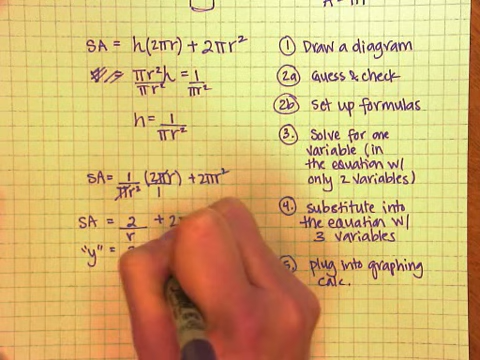 SA = h(2πr) + 2πr²
πr²h = 1
πr² πr²
h = 1
πr²
SA = 1 (2πr) + 2πr²
πr² 1
SA = 2 + 2
r
"y" =
① Draw a diagram
②a Guess & check
②b Set up formulas
③. Solve for one
variable (in
the equation w/
only 2 variables)
④. substitute into
the equation w/
3 variables
plug into graphing
calc.